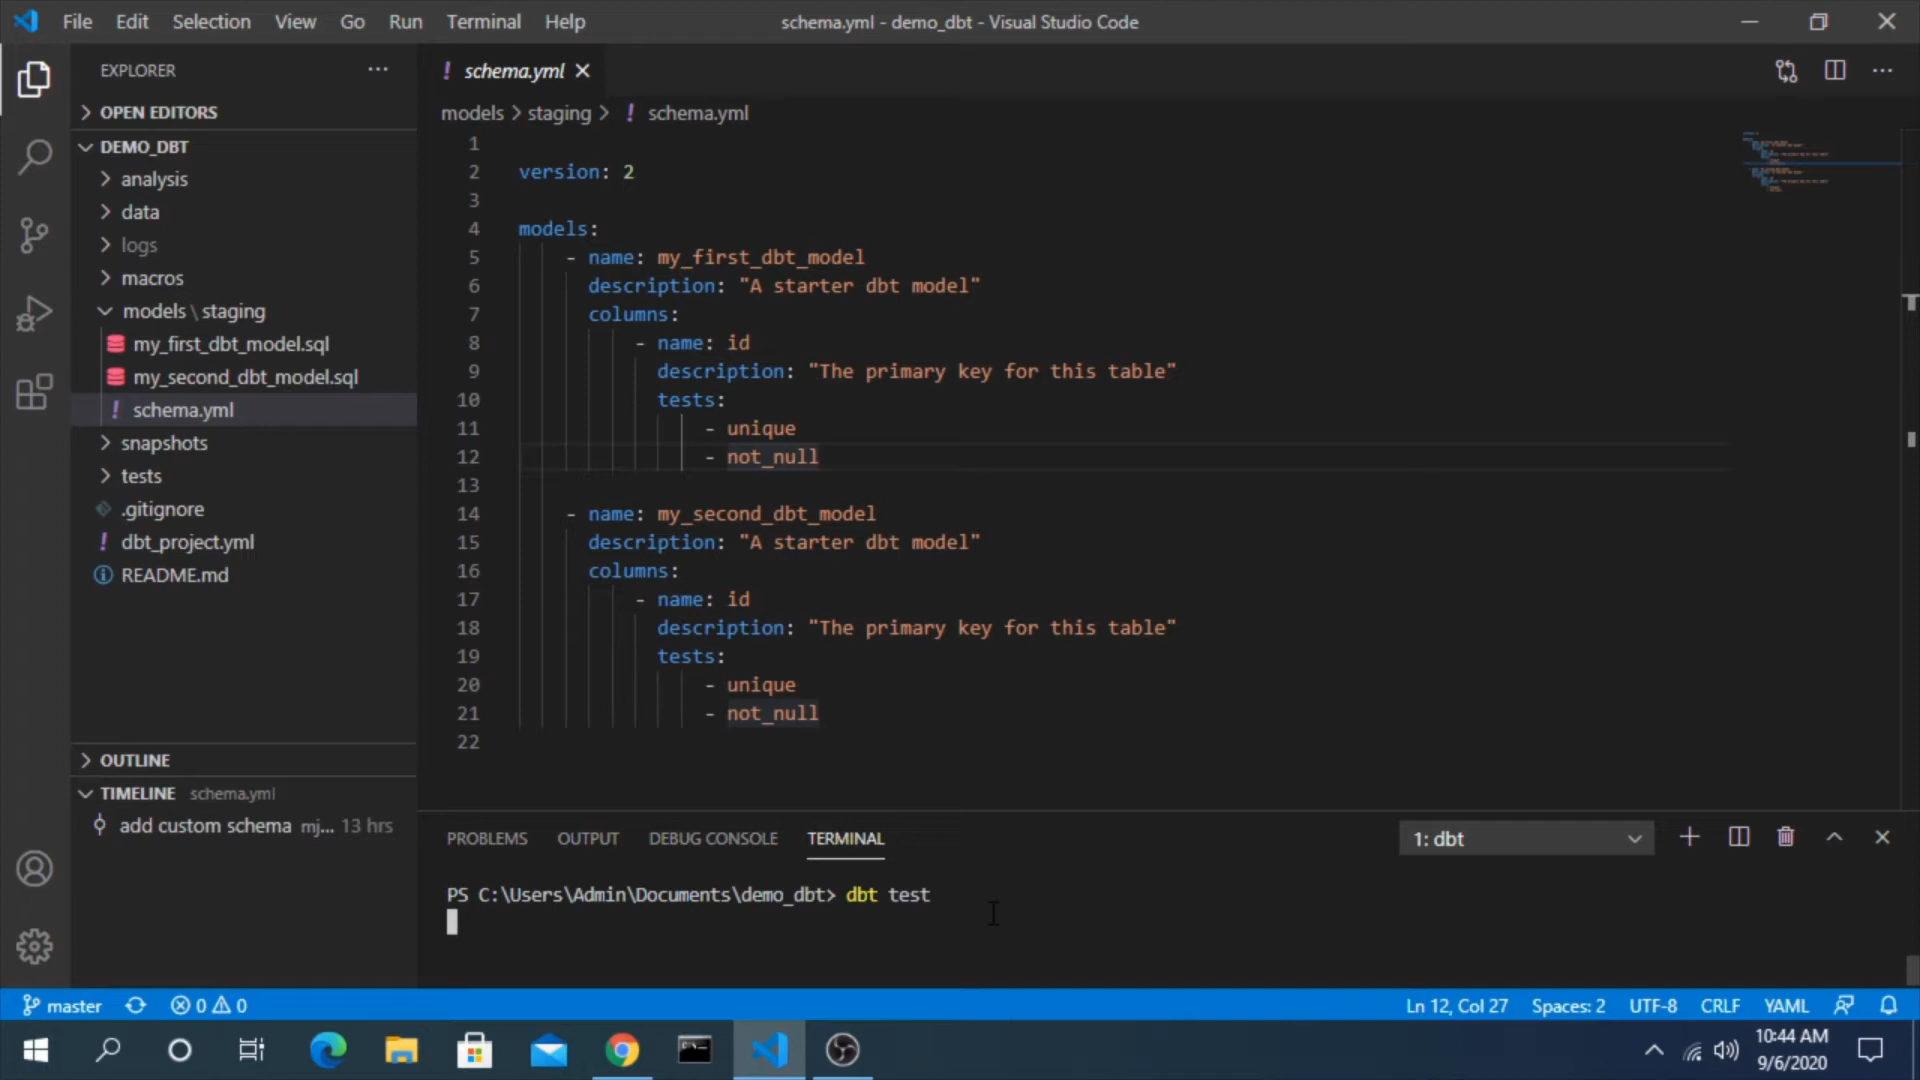 File Edit Selection View Go Run Terminal Help
schema.yml - demo_dbt - Visual Studio Code
EXPLORER
OPEN EDITORS
DEMO_DBT
analysis
data
logs
macros
models \ staging
my_first_dbt_model.sql
my_second_dbt_model.sql
! schema.yml
snapshots
tests
.gitignore
! dbt_project.yml
README.md
OUTLINE
TIMELINE schema.yml
add custom schema mj... 13 hrs
! schema.yml
models > staging > ! schema.yml
1
2 version: 2
3
4 models:
5 - name: my_first_dbt_model
6 description: "A starter dbt model"
7 columns:
8 - name: id
9 description: "The primary key for this table"
10 tests:
11 - unique
12 - not_null
13
14 - name: my_second_dbt_model
15 description: "A starter dbt model"
16 columns:
17 - name: id
18 description: "The primary key for this table"
19 tests:
20 - unique
21 - not_null
22
PROBLEMS OUTPUT DEBUG CONSOLE TERMINAL
1: dbt
PS C:\Users\Admin\Documents\demo_dbt> dbt test
master 0 0
Ln 12, Col 27 Spaces: 2 UTF-8 CRLF YAML
10:44 AM
9/6/2020